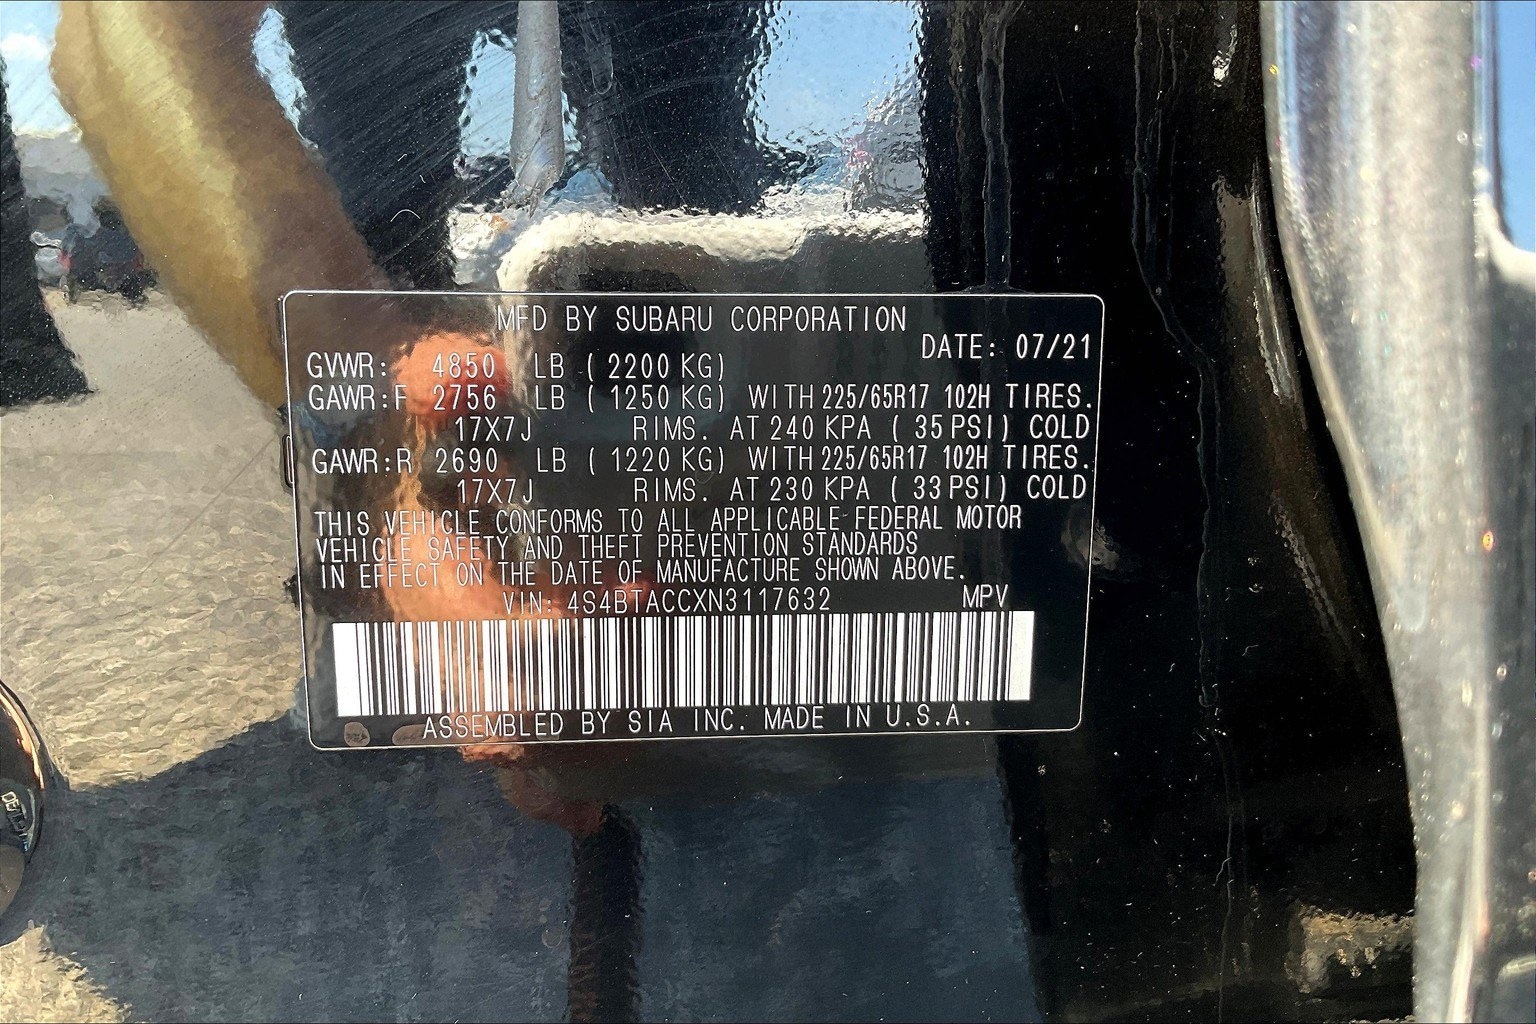 MFD BY SUBARU CORPORATION
DATE: 07/21
GVWR: 4850 LB ( 2200 KG)
GAWR:F 2756 LB ( 1250 KG) WITH 225/65R17 102H TIRES.
17X7J RIMS. AT 240 KPA ( 35 PSI) COLD
GAWR:R 2690 LB ( 1220 KG) WITH 225/65R17 102H TIRES.
17X7J RIMS. AT 230 KPA ( 33 PSI) COLD
THIS VEHICLE CONFORMS TO ALL APPLICABLE FEDERAL MOTOR
VEHICLE SAFETY AND THEFT PREVENTION STANDARDS
IN EFFECT ON THE DATE OF MANUFACTURE SHOWN ABOVE.
VIN: 4S4BTACCXN3117632 MPV
ASSEMBLED BY SIA INC. MADE IN U.S.A.